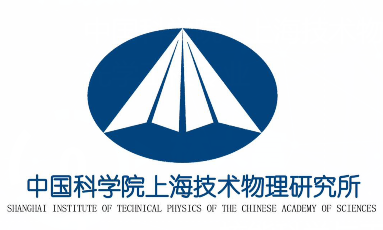 中国科学院上海技术物理研究所
SHANGHAI INSTITUTE OF TECHNICAL PHYSICS OF THE CHINESE ACADEMY OF SCIENCES